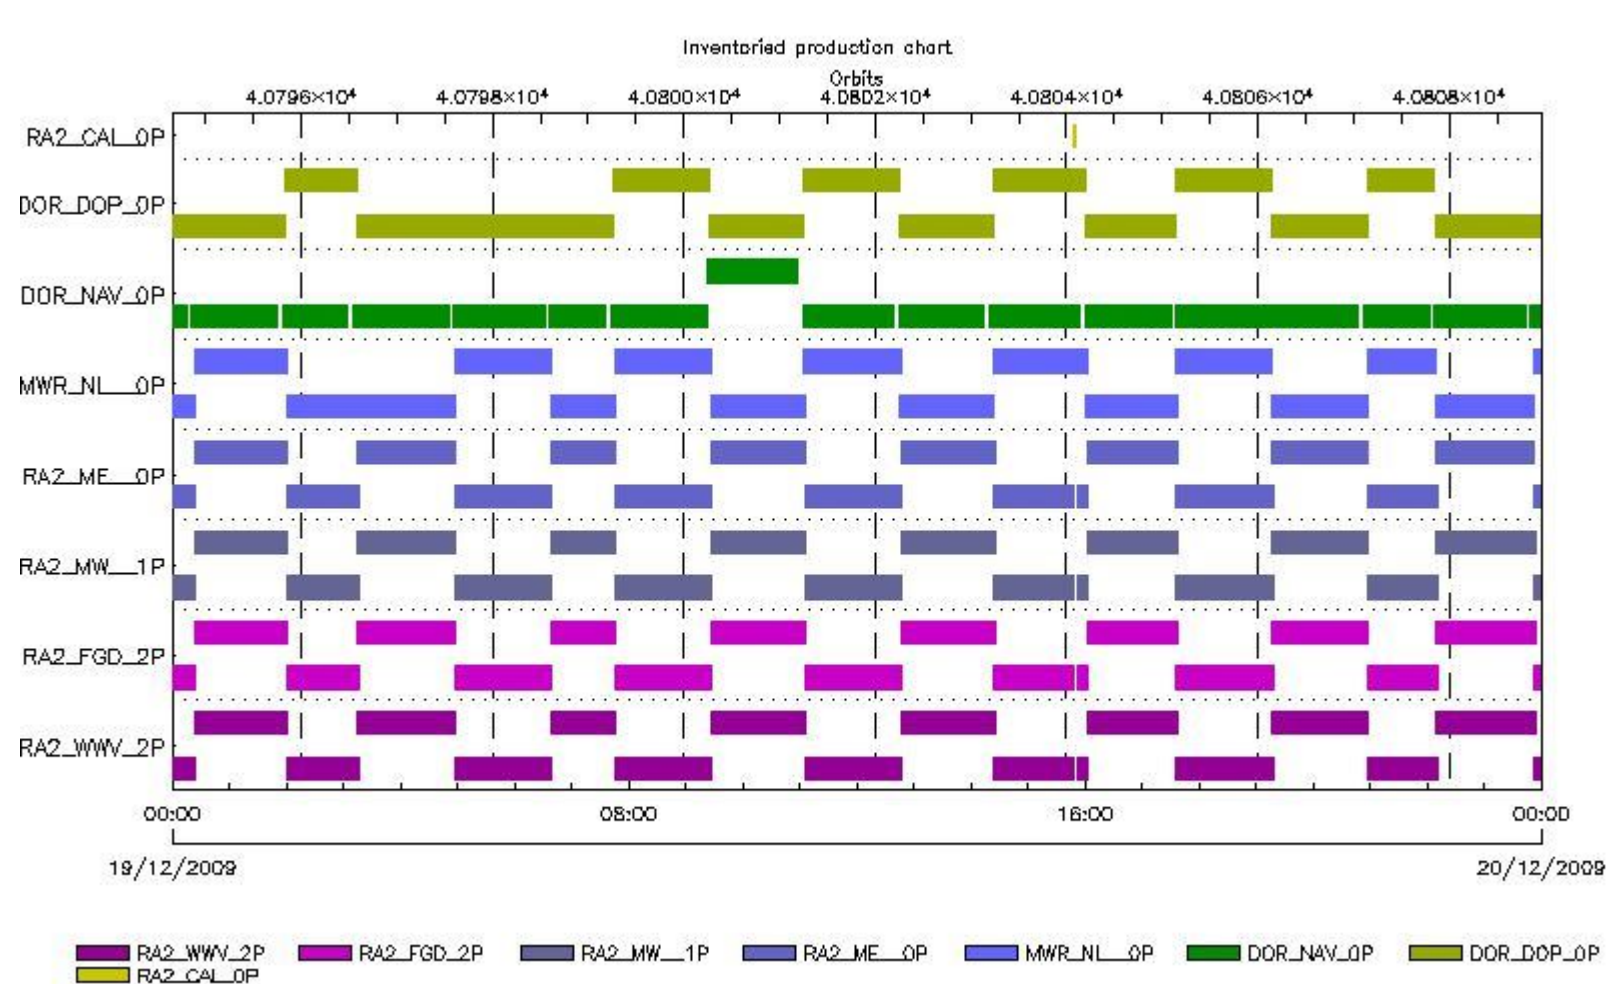 Inventoried production chart
Orbits
4.0796×10⁴ 4.0798×10⁴ 4.0800×10⁴ 4.0802×10⁴ 4.0804×10⁴ 4.0806×10⁴ 4.0808×10⁴
RA2_CAL_0P
DOR_DOP_0P
DOR_NAV_0P
MWR_NL__0P
RA2_ME__0P
RA2_MW__1P
RA2_FGD_2P
RA2_WWV_2P
00:00 08:00 16:00 00:00
19/12/2009 20/12/2009
RA2_WWV_2P RA2_FGD_2P RA2_MW__1P RA2_ME__0P MWR_NL__0P DOR_NAV_0P DOR_DOP_0P
RA2_CAL_0P